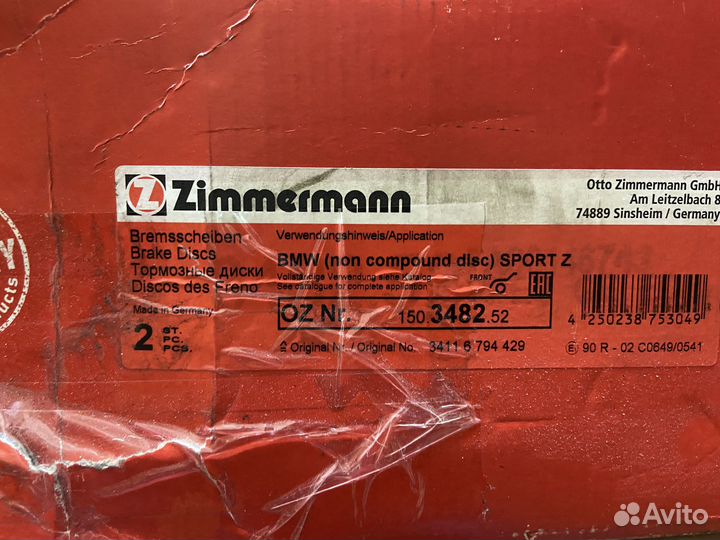 Zimmermann
Otto Zimmermann GmbH
Am Leitzelbach 8
74889 Sinsheim / Germany
Bremsscheiben
Brake Discs
Тормозные диски
Discos des Freno
Made in Germany
2 ST.
PC.
PCS.
Verwendungshinweis/Application
BMW (non compound disc) SPORT Z
Vollständige Verwendung siehe Katalog
See catalogue for complete application
FRONT
EAC
OZ Nr. 150.3482.52
Original Nr. / Original No. 3411 6 794 429
4 250238 753049
E 90 R - 02 C0649/0541
ucts
Avito